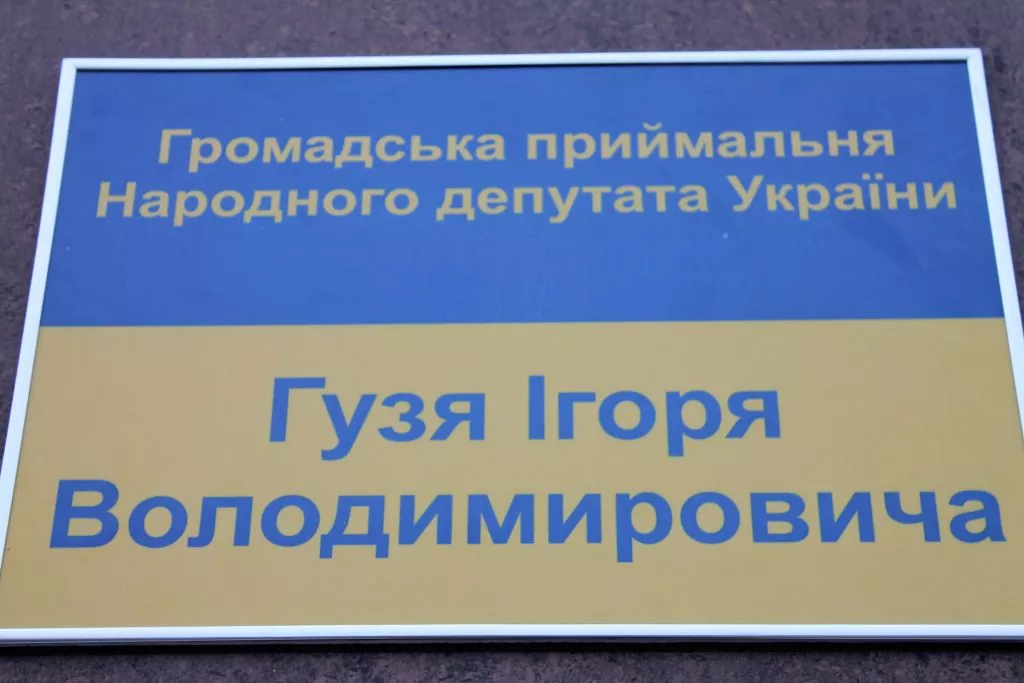 Громадська приймальня
Народного депутата України
Гузя Ігоря
Володимировича